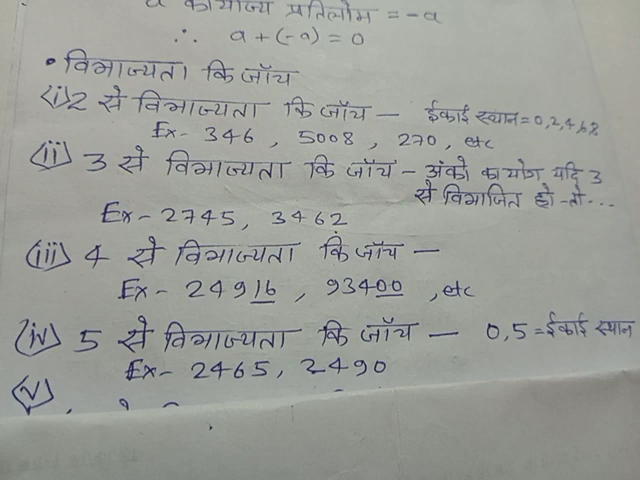 a का योज्य प्रतिलोम = -a
∴ a + (-a) = 0
• विभाज्यता कि जाँच
(i) 2 से विभाज्यता कि जाँच — ईकाई स्थान = 0,2,4,6,8
Ex- 346, 5008, 270, etc
(ii) 3 से विभाज्यता कि जाँच - अंको का योग यदि 3
से विभाजित हो -तो...
Ex- 2745, 3462
(iii) 4 से विभाज्यता कि जाँच —
Ex- 24916, 93400, etc
(iv) 5 से विभाज्यता कि जाँच — 0,5 = ईकाई स्थान
Ex- 2465, 2490
(v)